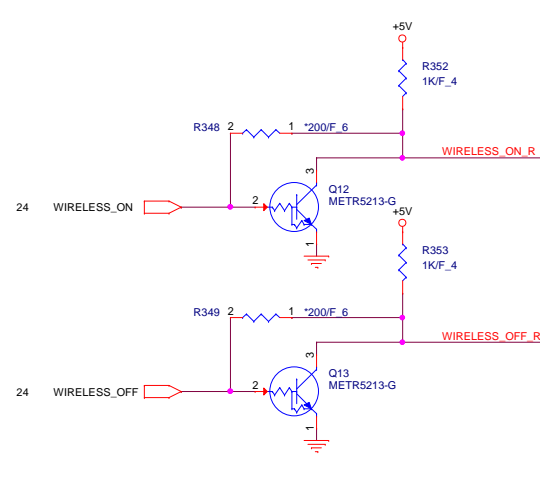 +5V
R352
1K/F_4
R348 2 1 *200/F_6
WIRELESS_ON_R
3
Q12
METR5213-G
2
24 WIRELESS_ON
1
+5V
R353
1K/F_4
R349 2 1 *200/F_6
WIRELESS_OFF_R
3
Q13
METR5213-G
2
24 WIRELESS_OFF
1